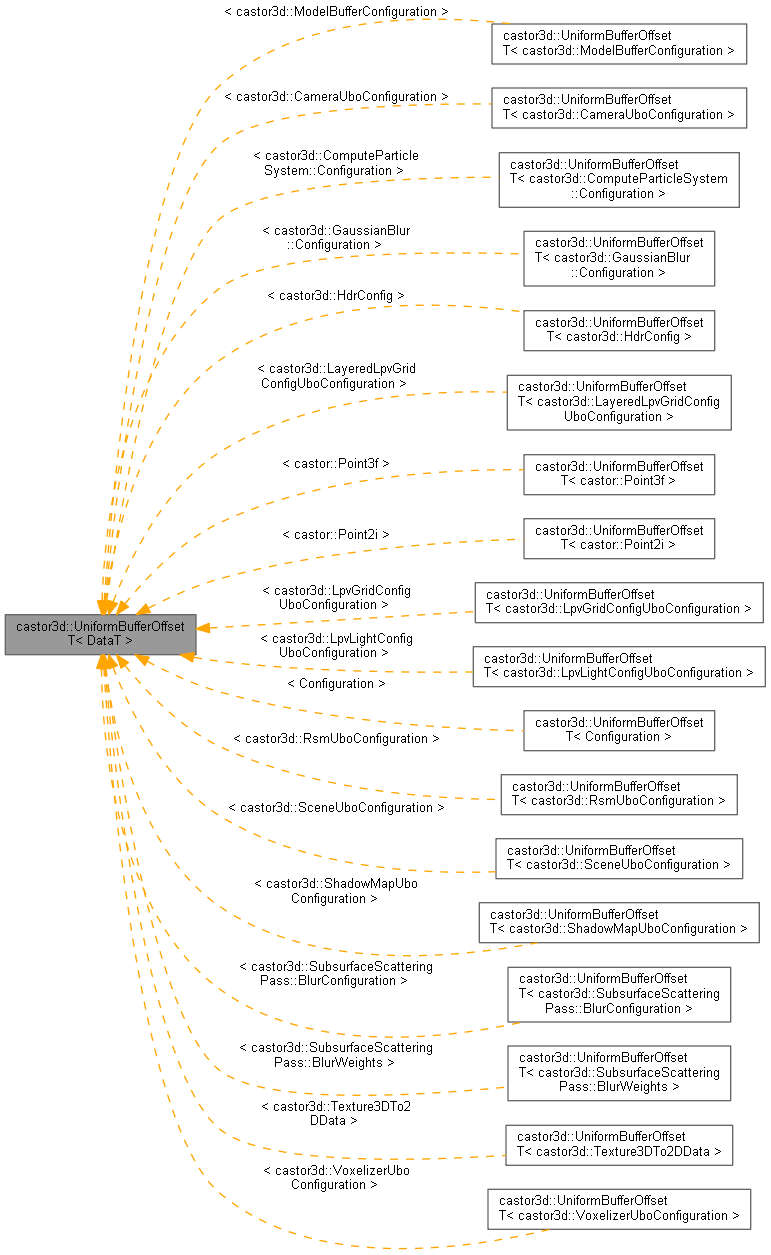 < castor3d::ModelBufferConfiguration >
castor3d::UniformBufferOffset
T< castor3d::ModelBufferConfiguration >
< castor3d::CameraUboConfiguration >
castor3d::UniformBufferOffset
T< castor3d::CameraUboConfiguration >
< castor3d::ComputeParticle
System::Configuration >
castor3d::UniformBufferOffset
T< castor3d::ComputeParticleSystem
::Configuration >
< castor3d::GaussianBlur
::Configuration >
castor3d::UniformBufferOffset
T< castor3d::GaussianBlur
::Configuration >
< castor3d::HdrConfig >
castor3d::UniformBufferOffset
T< castor3d::HdrConfig >
< castor3d::LayeredLpvGrid
ConfigUboConfiguration >
castor3d::UniformBufferOffset
T< castor3d::LayeredLpvGridConfig
UboConfiguration >
< castor::Point3f >
castor3d::UniformBufferOffset
T< castor::Point3f >
< castor::Point2i >
castor3d::UniformBufferOffset
T< castor::Point2i >
< castor3d::LpvGridConfig
UboConfiguration >
castor3d::UniformBufferOffset
T< castor3d::LpvGridConfigUboConfiguration >
castor3d::UniformBufferOffset
T< DataT >
< castor3d::LpvLightConfig
UboConfiguration >
castor3d::UniformBufferOffset
T< castor3d::LpvLightConfigUboConfiguration >
< Configuration >
castor3d::UniformBufferOffset
T< Configuration >
< castor3d::RsmUboConfiguration >
castor3d::UniformBufferOffset
T< castor3d::RsmUboConfiguration >
< castor3d::SceneUboConfiguration >
castor3d::UniformBufferOffset
T< castor3d::SceneUboConfiguration >
< castor3d::ShadowMapUbo
Configuration >
castor3d::UniformBufferOffset
T< castor3d::ShadowMapUboConfiguration >
< castor3d::SubsurfaceScattering
Pass::BlurConfiguration >
castor3d::UniformBufferOffset
T< castor3d::SubsurfaceScattering
Pass::BlurConfiguration >
< castor3d::SubsurfaceScattering
Pass::BlurWeights >
castor3d::UniformBufferOffset
T< castor3d::SubsurfaceScattering
Pass::BlurWeights >
< castor3d::Texture3DTo2
DData >
castor3d::UniformBufferOffset
T< castor3d::Texture3DTo2DData >
< castor3d::VoxelizerUbo
Configuration >
castor3d::UniformBufferOffset
T< castor3d::VoxelizerUboConfiguration >